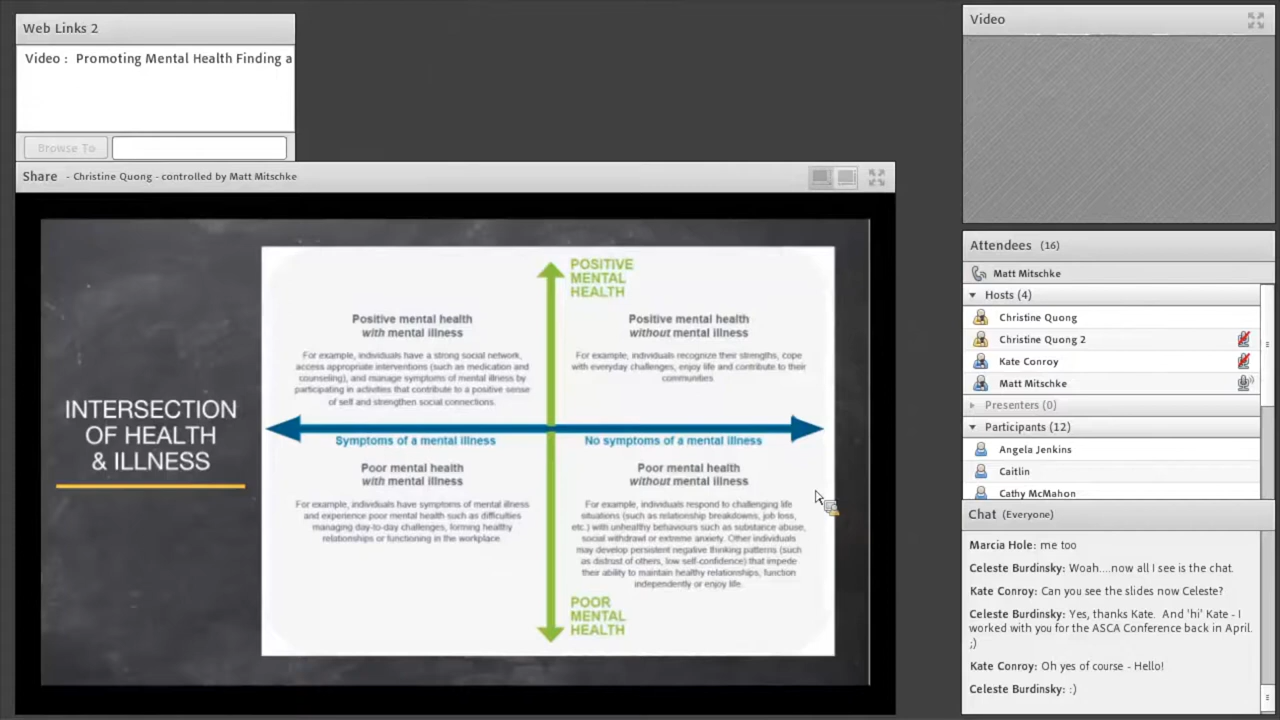 Web Links 2
Video :  Promoting Mental Health Finding a
Browse To
Share - Christine Quong - controlled by Matt Mitschke
INTERSECTION
OF HEALTH
& ILLNESS
POSITIVE
MENTAL
HEALTH
Positive mental health
with mental illness
For example, individuals have a strong social network,
access appropriate interventions (such as medication and
counseling), and manage symptoms of mental illness by
participating in activities that contribute to a positive sense
of self and strengthen social connections.
Positive mental health
without mental illness
For example, individuals recognize their strengths, cope
with everyday challenges, enjoy life and contribute to their
communities.
Symptoms of a mental illness
No symptoms of a mental illness
Poor mental health
with mental illness
For example, individuals have symptoms of mental illness
and experience poor mental health such as difficulties
managing day-to-day challenges, forming healthy
relationships or functioning in the workplace.
Poor mental health
without mental illness
For example, individuals respond to challenging life
situations (such as relationship breakdowns, job loss,
etc.) with unhealthy behaviours such as substance abuse,
social withdrawl or extreme anxiety. Other individuals
may develop persistent negative thinking patterns (such
as distrust of others, low self-confidence) that impede
their ability to maintain healthy relationships, function
independently or enjoy life.
POOR
MENTAL
HEALTH
Video
Attendees (16)
Matt Mitschke
Hosts (4)
Christine Quong
Christine Quong 2
Kate Conroy
Matt Mitschke
Presenters (0)
Participants (12)
Angela Jenkins
Caitlin
Cathy McMahon
Chat (Everyone)
Marcia Hole: me too
Celeste Burdinsky: Woah....now all I see is the chat.
Kate Conroy: Can you see the slides now Celeste?
Celeste Burdinsky: Yes, thanks Kate.  And 'hi' Kate - I
worked with you for the ASCA Conference back in April.
;)
Kate Conroy: Oh yes of course - Hello!
Celeste Burdinsky: :)